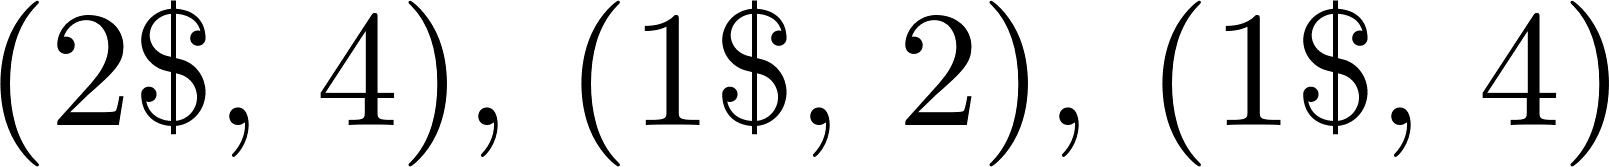 (2$, 4), (1$, 2), (1$, 4)